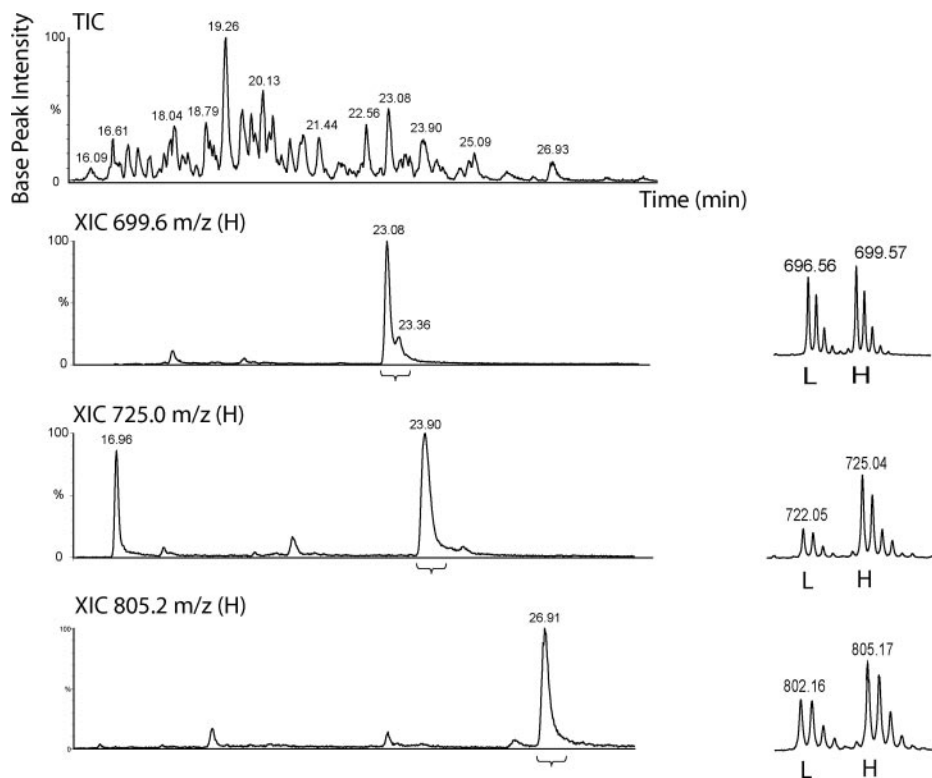 TIC
Base Peak Intensity
100
%
0
16.09
16.61
18.04
18.79
19.26
20.13
21.44
22.56
23.08
23.90
25.09
26.93
Time (min)
XIC 699.6 m/z (H)
100
%
0
23.08
23.36
696.56
699.57
L
H
XIC 725.0 m/z (H)
100
%
0
16.96
23.90
722.05
725.04
L
H
XIC 805.2 m/z (H)
100
%
0
26.91
802.16
805.17
L
H